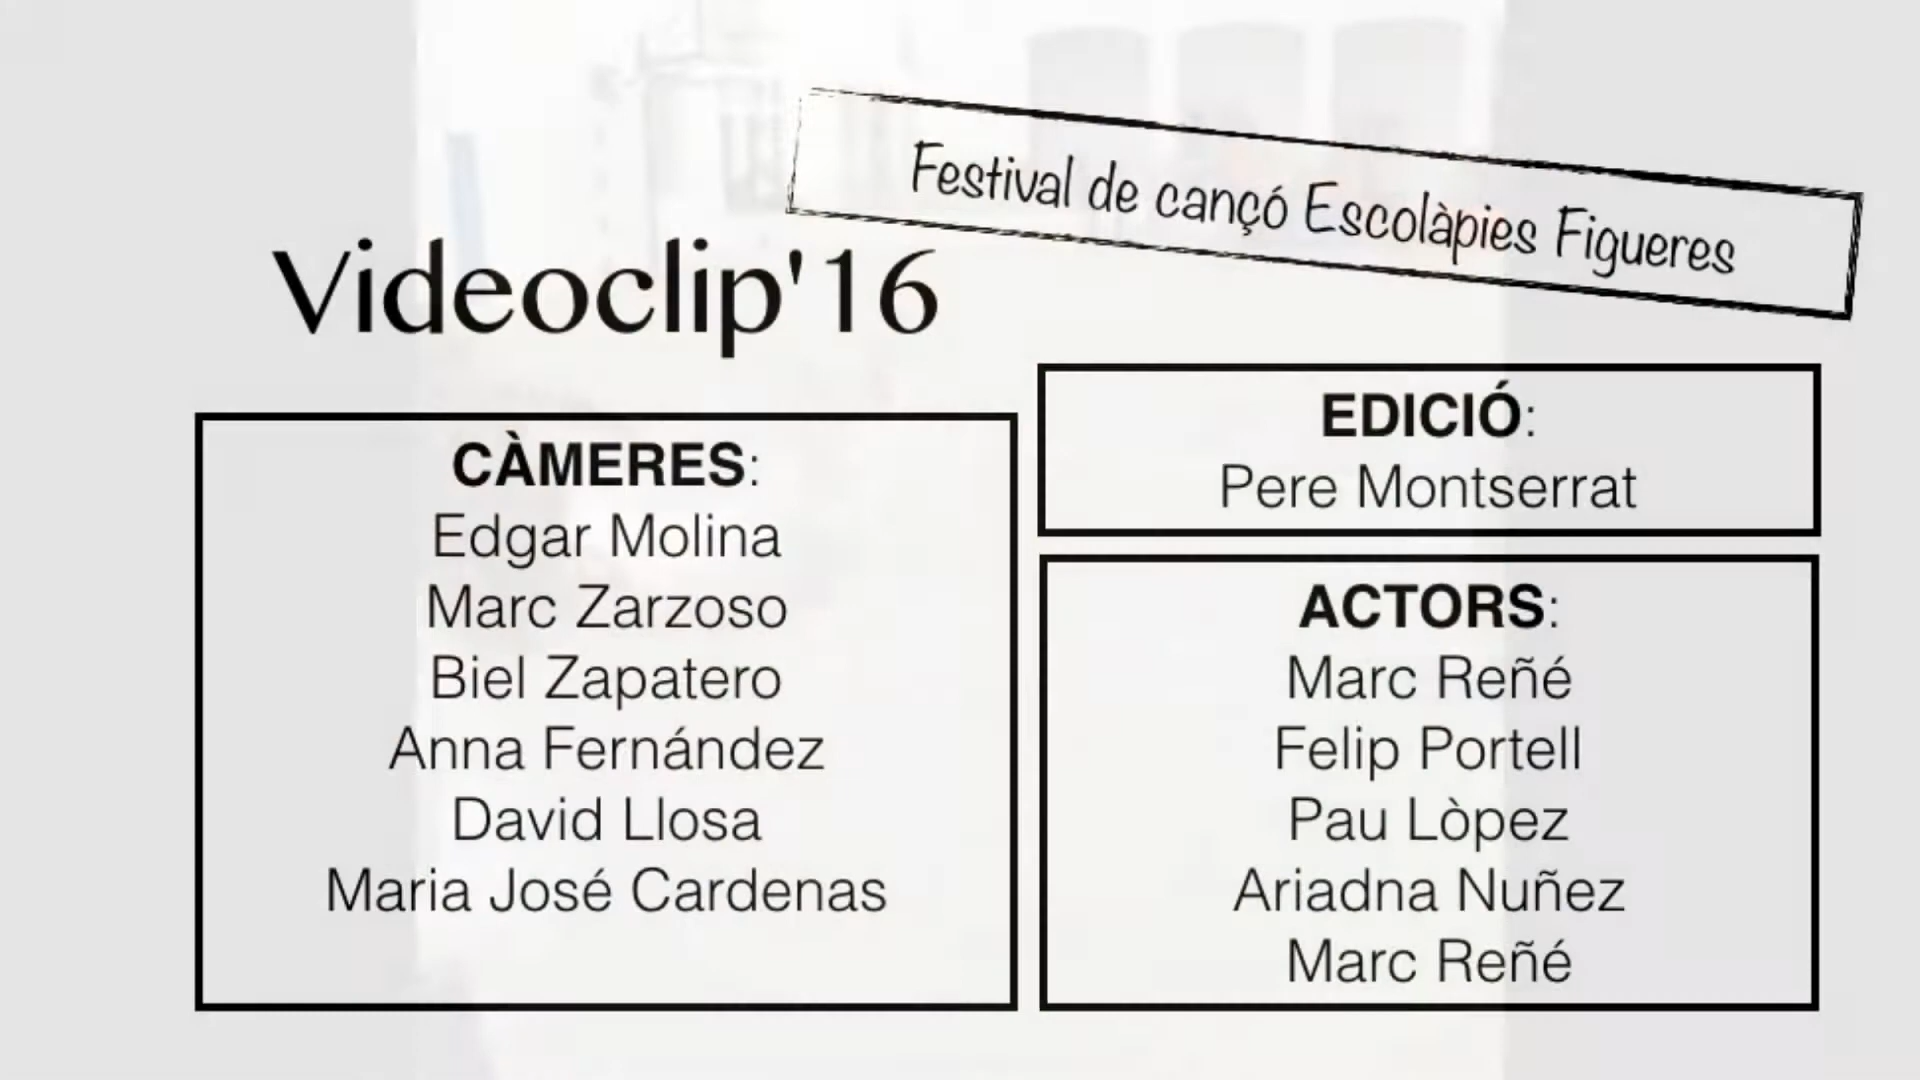 Festival de cançó Escolàpies Figueres
Videoclip'16
CÀMERES:
Edgar Molina
Marc Zarzoso
Biel Zapatero
Anna Fernández
David Llosa
Maria José Cardenas
EDICIÓ:
Pere Montserrat
ACTORS:
Marc Reñé
Felip Portell
Pau Lòpez
Ariadna Nuñez
Marc Reñé